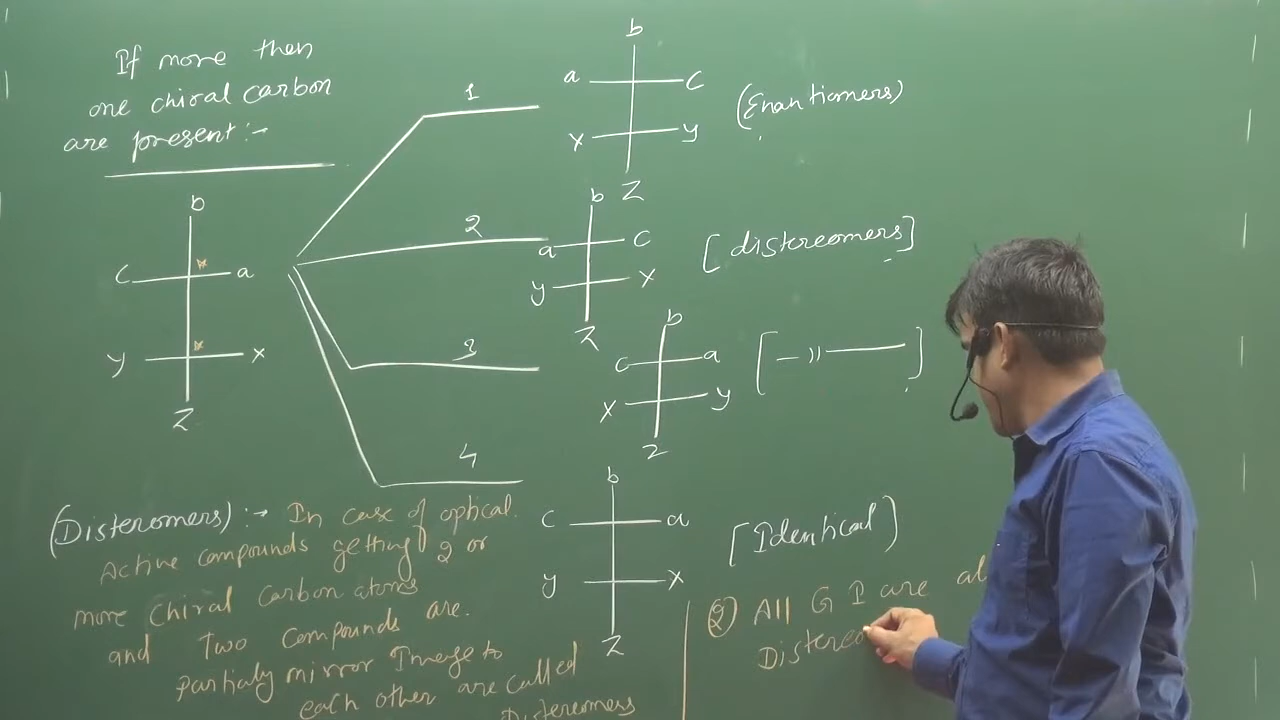 If more then
one chiral carbon
are present:-
b
C a
y x
Z
1
b
a C
x y
Z
(Enantiomers)
2
b
a C
y x
Z
[distereomers]
3
b
C a
x y
Z
[-〃-]
4
b
C a
y x
Z
[Identical)
(Disteromers):→ In case of optical
Active compounds getting 2 or
more chiral carbon atoms
and Two compounds are
partialy mirror Image to
each other are called
Disteromers
② All G I are al
Distereo